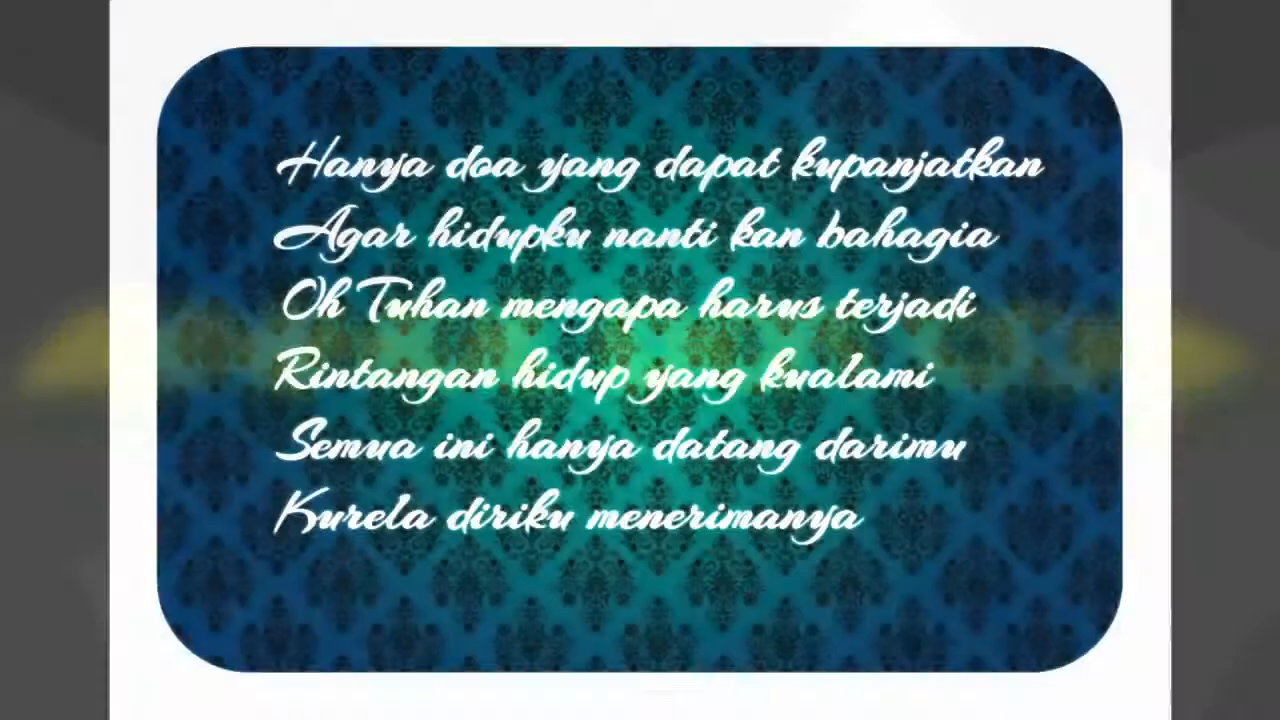 Hanya doa yang dapat kupanjatkan
Agar hidupku nanti kan bahagia
Oh Tuhan mengapa harus terjadi
Rintangan hidup yang kualami
Semua ini hanya datang darimu
Kurela diriku menerimanya